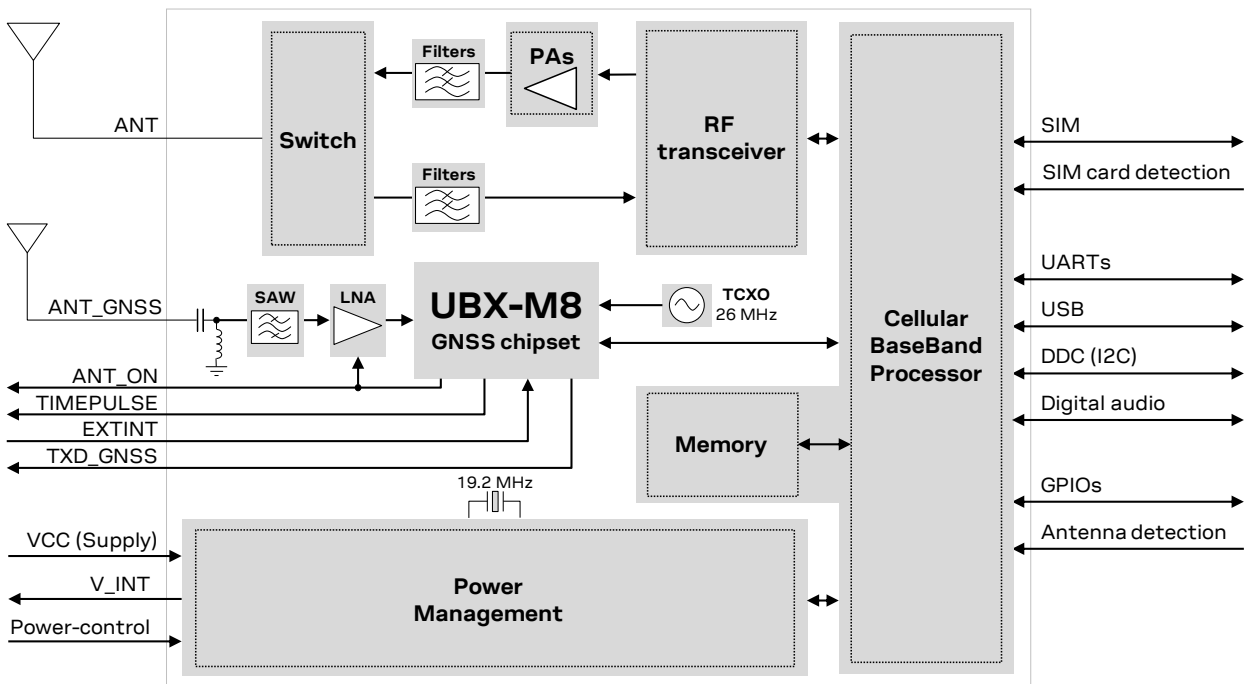 Filters
PAs
ANT
Switch
RF
transceiver
Filters
SIM
SIM card detection
ANT_GNSS
SAW
LNA
UBX-M8
GNSS chipset
TCXO
26 MHz
Cellular
BaseBand
Processor
UARTs
USB
DDC (I2C)
Digital audio
ANT_ON
TIMEPULSE
EXTINT
TXD_GNSS
Memory
19.2 MHz
GPIOs
Antenna detection
VCC (Supply)
V_INT
Power-control
Power
Management